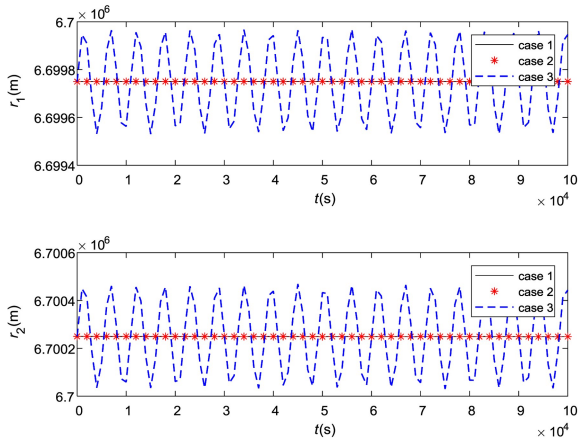 × 10^6
6.7
6.6998
6.6996
6.6994
r_1(m)
case 1
case 2
case 3
0 1 2 3 4 5 6 7 8 9 10
t(s)
× 10^4
× 10^6
6.7006
6.7004
6.7002
6.7
r_2(m)
case 1
case 2
case 3
0 1 2 3 4 5 6 7 8 9 10
t(s)
× 10^4